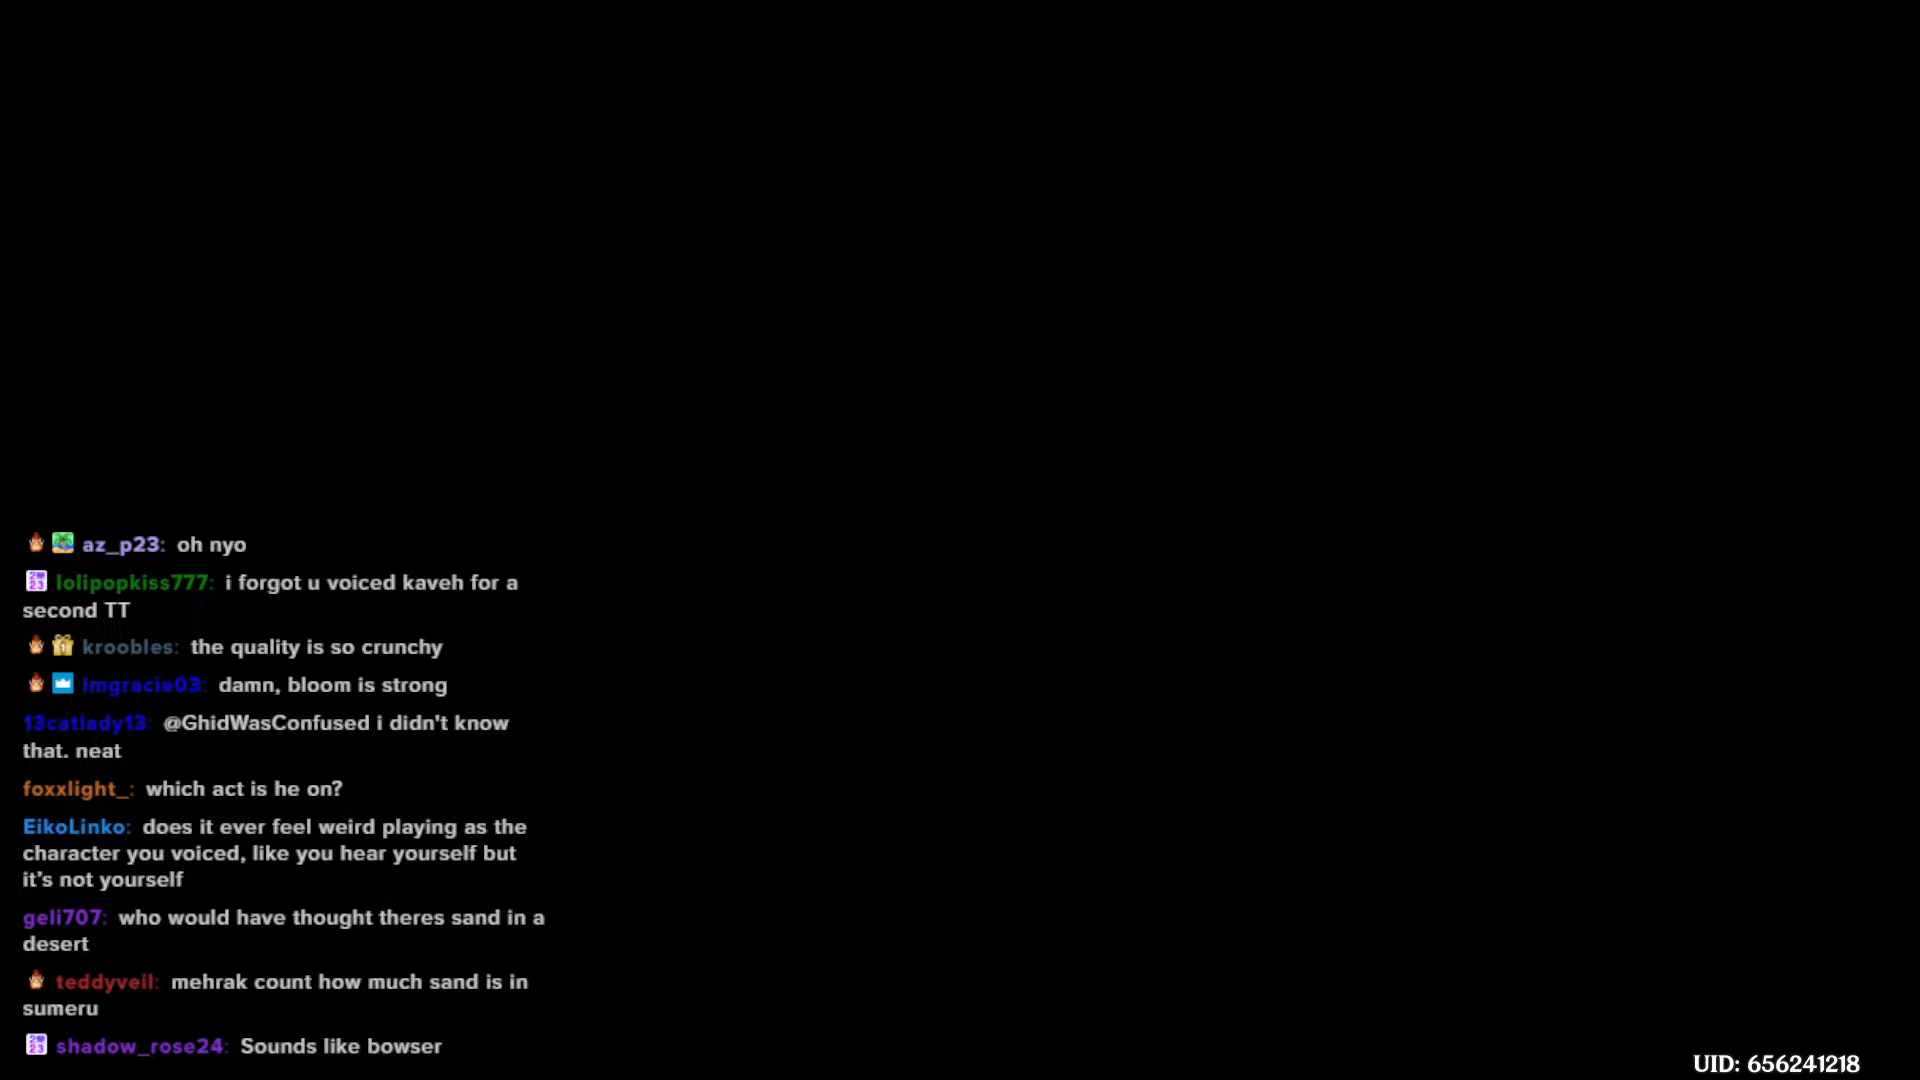 az_p23: oh nyo
lolipopkiss777: i forgot u voiced kaveh for a
second TT
kroobles: the quality is so crunchy
imgracie03: damn, bloom is strong
13catlady13: @GhidWasConfused i didn't know
that. neat
foxxlight_: which act is he on?
EikoLinko: does it ever feel weird playing as the
character you voiced, like you hear yourself but
it's not yourself
geli707: who would have thought theres sand in a
desert
teddyveil: mehrak count how much sand is in
sumeru
shadow_rose24: Sounds like bowser
UID: 656241218